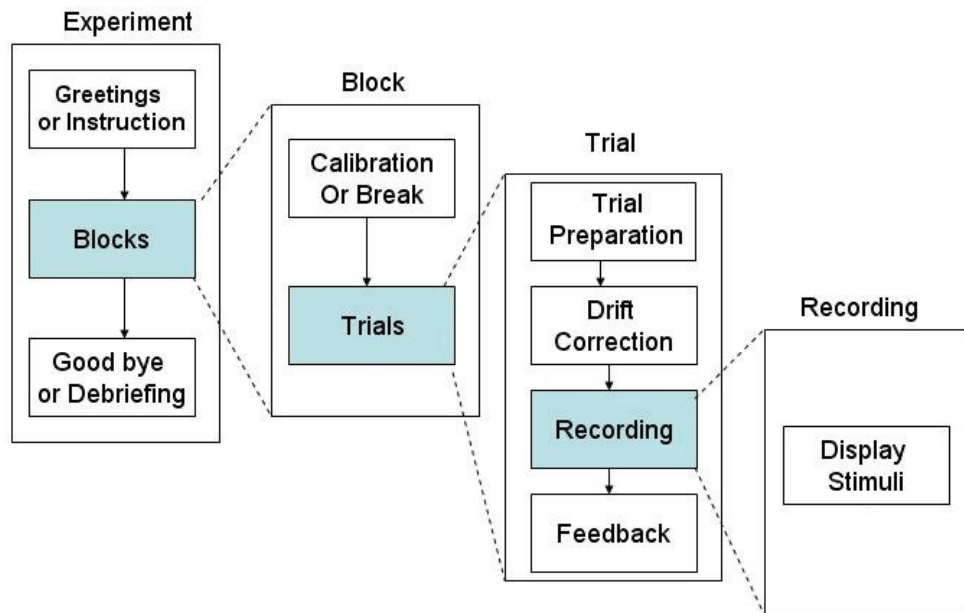 Experiment
Greetings
or Instruction
Blocks
Good bye
or Debriefing
Block
Calibration
Or Break
Trials
Trial
Trial
Preparation
Drift
Correction
Recording
Feedback
Recording
Display
Stimuli